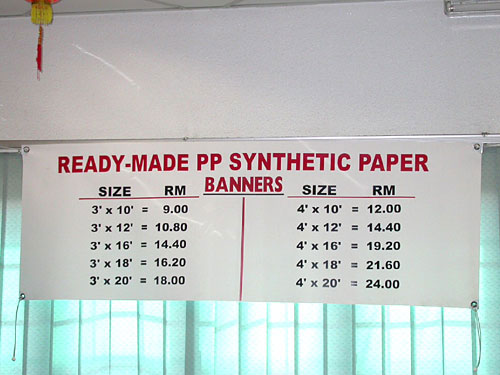 READY-MADE PP SYNTHETIC PAPER
BANNERS
SIZE RM
3' x 10' = 9.00
3' x 12' = 10.80
3' x 16' = 14.40
3' x 18' = 16.20
3' x 20' = 18.00
SIZE RM
4' x 10' = 12.00
4' x 12' = 14.40
4' x 16' = 19.20
4' x 18' = 21.60
4' x 20' = 24.00